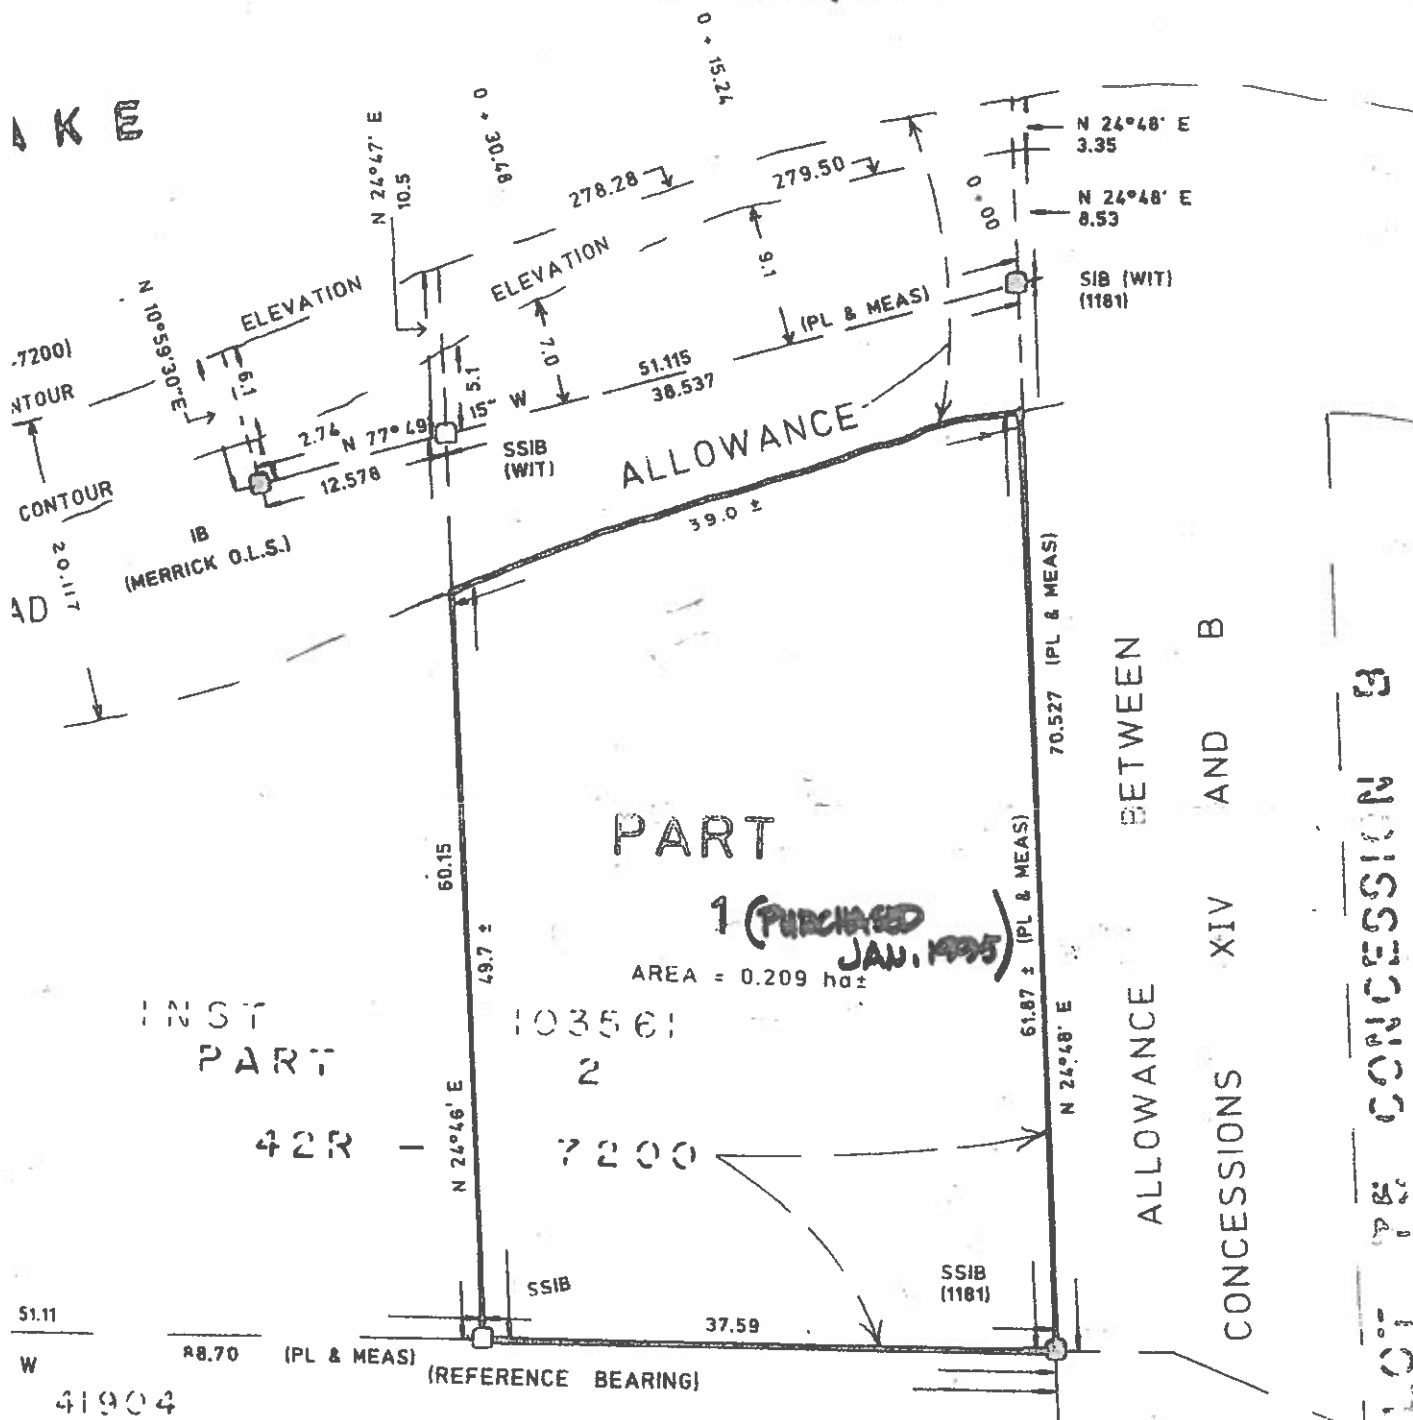 AKE
0 + 15.24
0 + 30.48
N 24°47' E
10.5
278.28
279.50
N 24°48' E
3.35
N 24°48' E
8.53
0 + 00
SIB (WIT)
(1181)
ELEVATION
ELEVATION
9.1
7.0
(PL & MEAS)
N 10°59'30"E
-7200)
NTOUR
6.1
5.1
51.115
38.537
2.74
N 77° 49' 15" W
12.578
SSIB
(WIT)
ALLOWANCE
CONTOUR
20.117
AD
IB
(MERRICK O.L.S.)
39.0 ±
70.527 (PL & MEAS)
61.87 ± (PL & MEAS)
N 24°48' E
60.15
49.7 ±
N 24°46' E
PART
1 (PURCHASED
JAN. 1995)
AREA = 0.209 ha±
INST 103561
PART 2
42R - 7200
ALLOWANCE BETWEEN
CONCESSIONS XIV AND B
CONCESSION B
SSIB
SSIB
(1181)
51.11
37.59
W
88.70 (PL & MEAS)
(REFERENCE BEARING)
41904